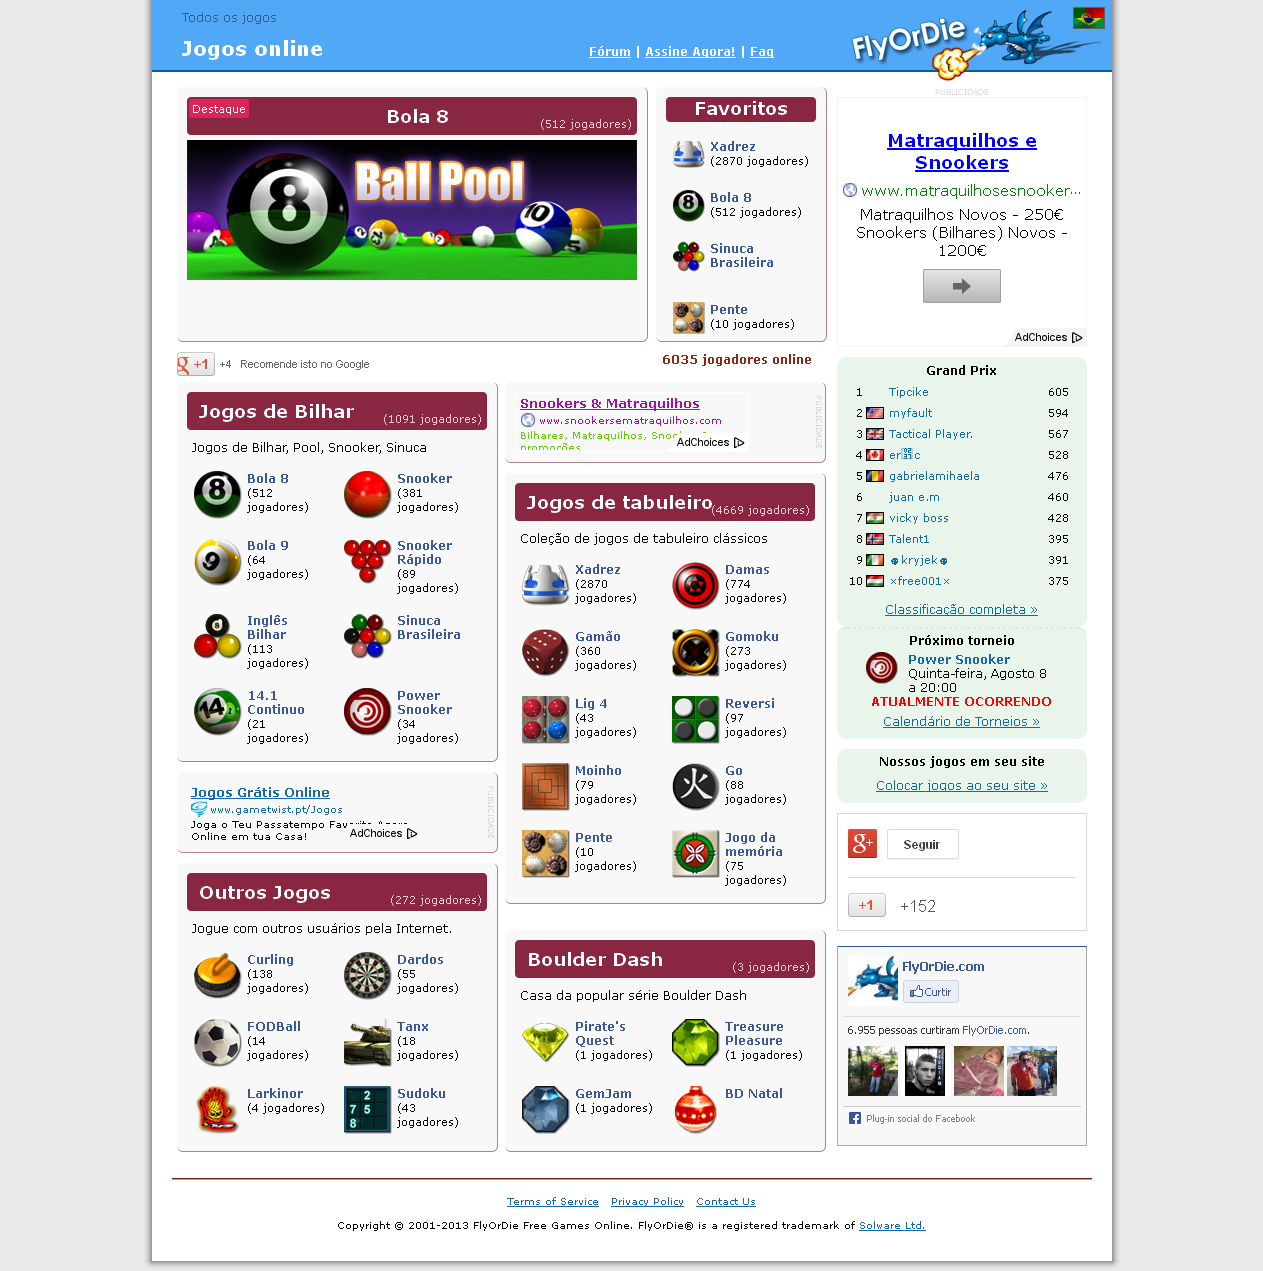 Todos os jogos
Jogos online
Fórum | Assine Agora! | Faq
FlyOrDie
PUBLICIDADE
Destaque
Bola 8
(512 jogadores)
8
Ball Pool
10
Favoritos
Xadrez
(2870 jogadores)
Bola 8
(512 jogadores)
Sinuca
Brasileira
Pente
(10 jogadores)
Matraquilhos e
Snookers
www.matraquilhosesnooker...
Matraquilhos Novos - 250€
Snookers (Bilhares) Novos -
1200€
AdChoices
+1 +4 Recomende isto no Google
6035 jogadores online
Jogos de Bilhar
(1091 jogadores)
Jogos de Bilhar, Pool, Snooker, Sinuca
Bola 8
(512
jogadores)
Snooker
(381
jogadores)
Bola 9
(64
jogadores)
Snooker
Rápido
(89
jogadores)
Inglês
Bilhar
(113
jogadores)
Sinuca
Brasileira
14.1
Continuo
(21
jogadores)
Power
Snooker
(34
jogadores)
Jogos Grátis Online
www.gametwist.pt/Jogos
Joga o Teu Passatempo Favorito Agora
Online em tua Casa!
AdChoices
PUBLICIDADE
Outros Jogos
(272 jogadores)
Jogue com outros usuários pela Internet.
Curling
(138
jogadores)
Dardos
(55
jogadores)
FODBall
(14
jogadores)
Tanx
(18
jogadores)
Larkinor
(4 jogadores)
Sudoku
(43
jogadores)
Snookers & Matraquilhos
www.snookersematraquilhos.com
Bilhares, Matraquilhos,
promoções
AdChoices
PUBLICIDADE
Jogos de tabuleiro
(4669 jogadores)
Coleção de jogos de tabuleiro clássicos
Xadrez
(2870
jogadores)
Damas
(774
jogadores)
Gamão
(360
jogadores)
Gomoku
(273
jogadores)
Lig 4
(43
jogadores)
Reversi
(97
jogadores)
Moinho
(79
jogadores)
火
Go
(88
jogadores)
Pente
(10
jogadores)
Jogo da
memória
(75
jogadores)
Boulder Dash
(3 jogadores)
Casa da popular série Boulder Dash
Pirate's
Quest
(1 jogadores)
Treasure
Pleasure
(1 jogadores)
GemJam
(1 jogadores)
BD Natal
Grand Prix
1 Tipcike 605
2 myfault 594
3 Tactical Player. 567
4 528
5 gabrielamihaela 476
6 juan e.m 460
7 vicky boss 428
8 Talent1 395
9 kryjek 391
10 ×free001× 375
Classificação completa »
Próximo torneio
Power Snooker
Quinta-feira, Agosto 8
a 20:00
ATUALMENTE OCORRENDO
Calendário de Torneios »
Nossos jogos em seu site
Colocar jogos ao seu site »
g+ Seguir
+1 +152
FlyOrDie.com
Curtir
6.955 pessoas curtiram FlyOrDie.com.
Plug-in social do Facebook
Terms of Service Privacy Policy Contact Us
Copyright © 2001-2013 FlyOrDie Free Games Online. FlyOrDie® is a registered trademark of Solware Ltd.